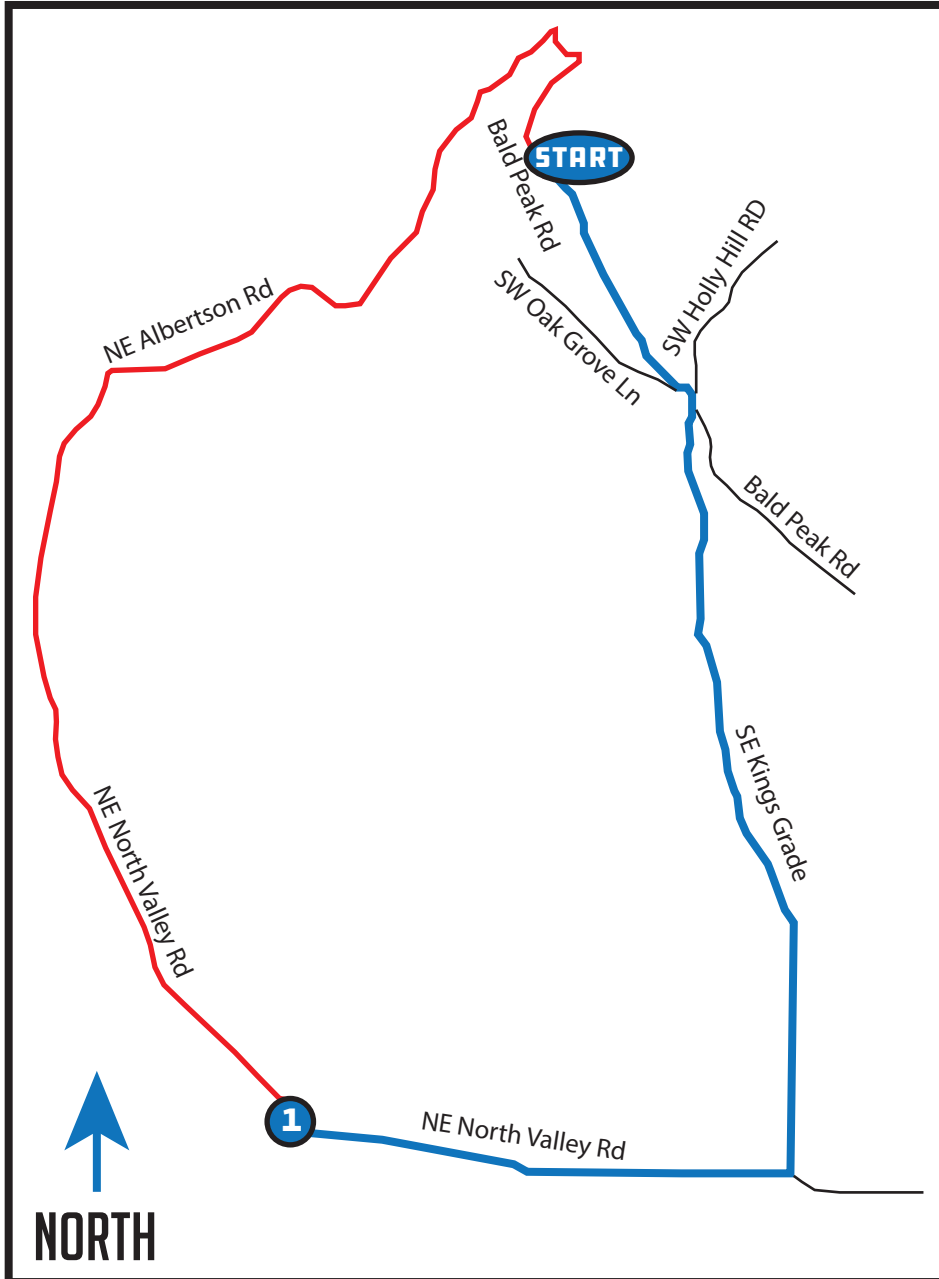 START
Bald Peak Rd
SW Holly Hill RD
SW Oak Grove Ln
NE Albertson Rd
Bald Peak Rd
SE Kings Grade
NE North Valley Rd
1
NE North Valley Rd
NORTH